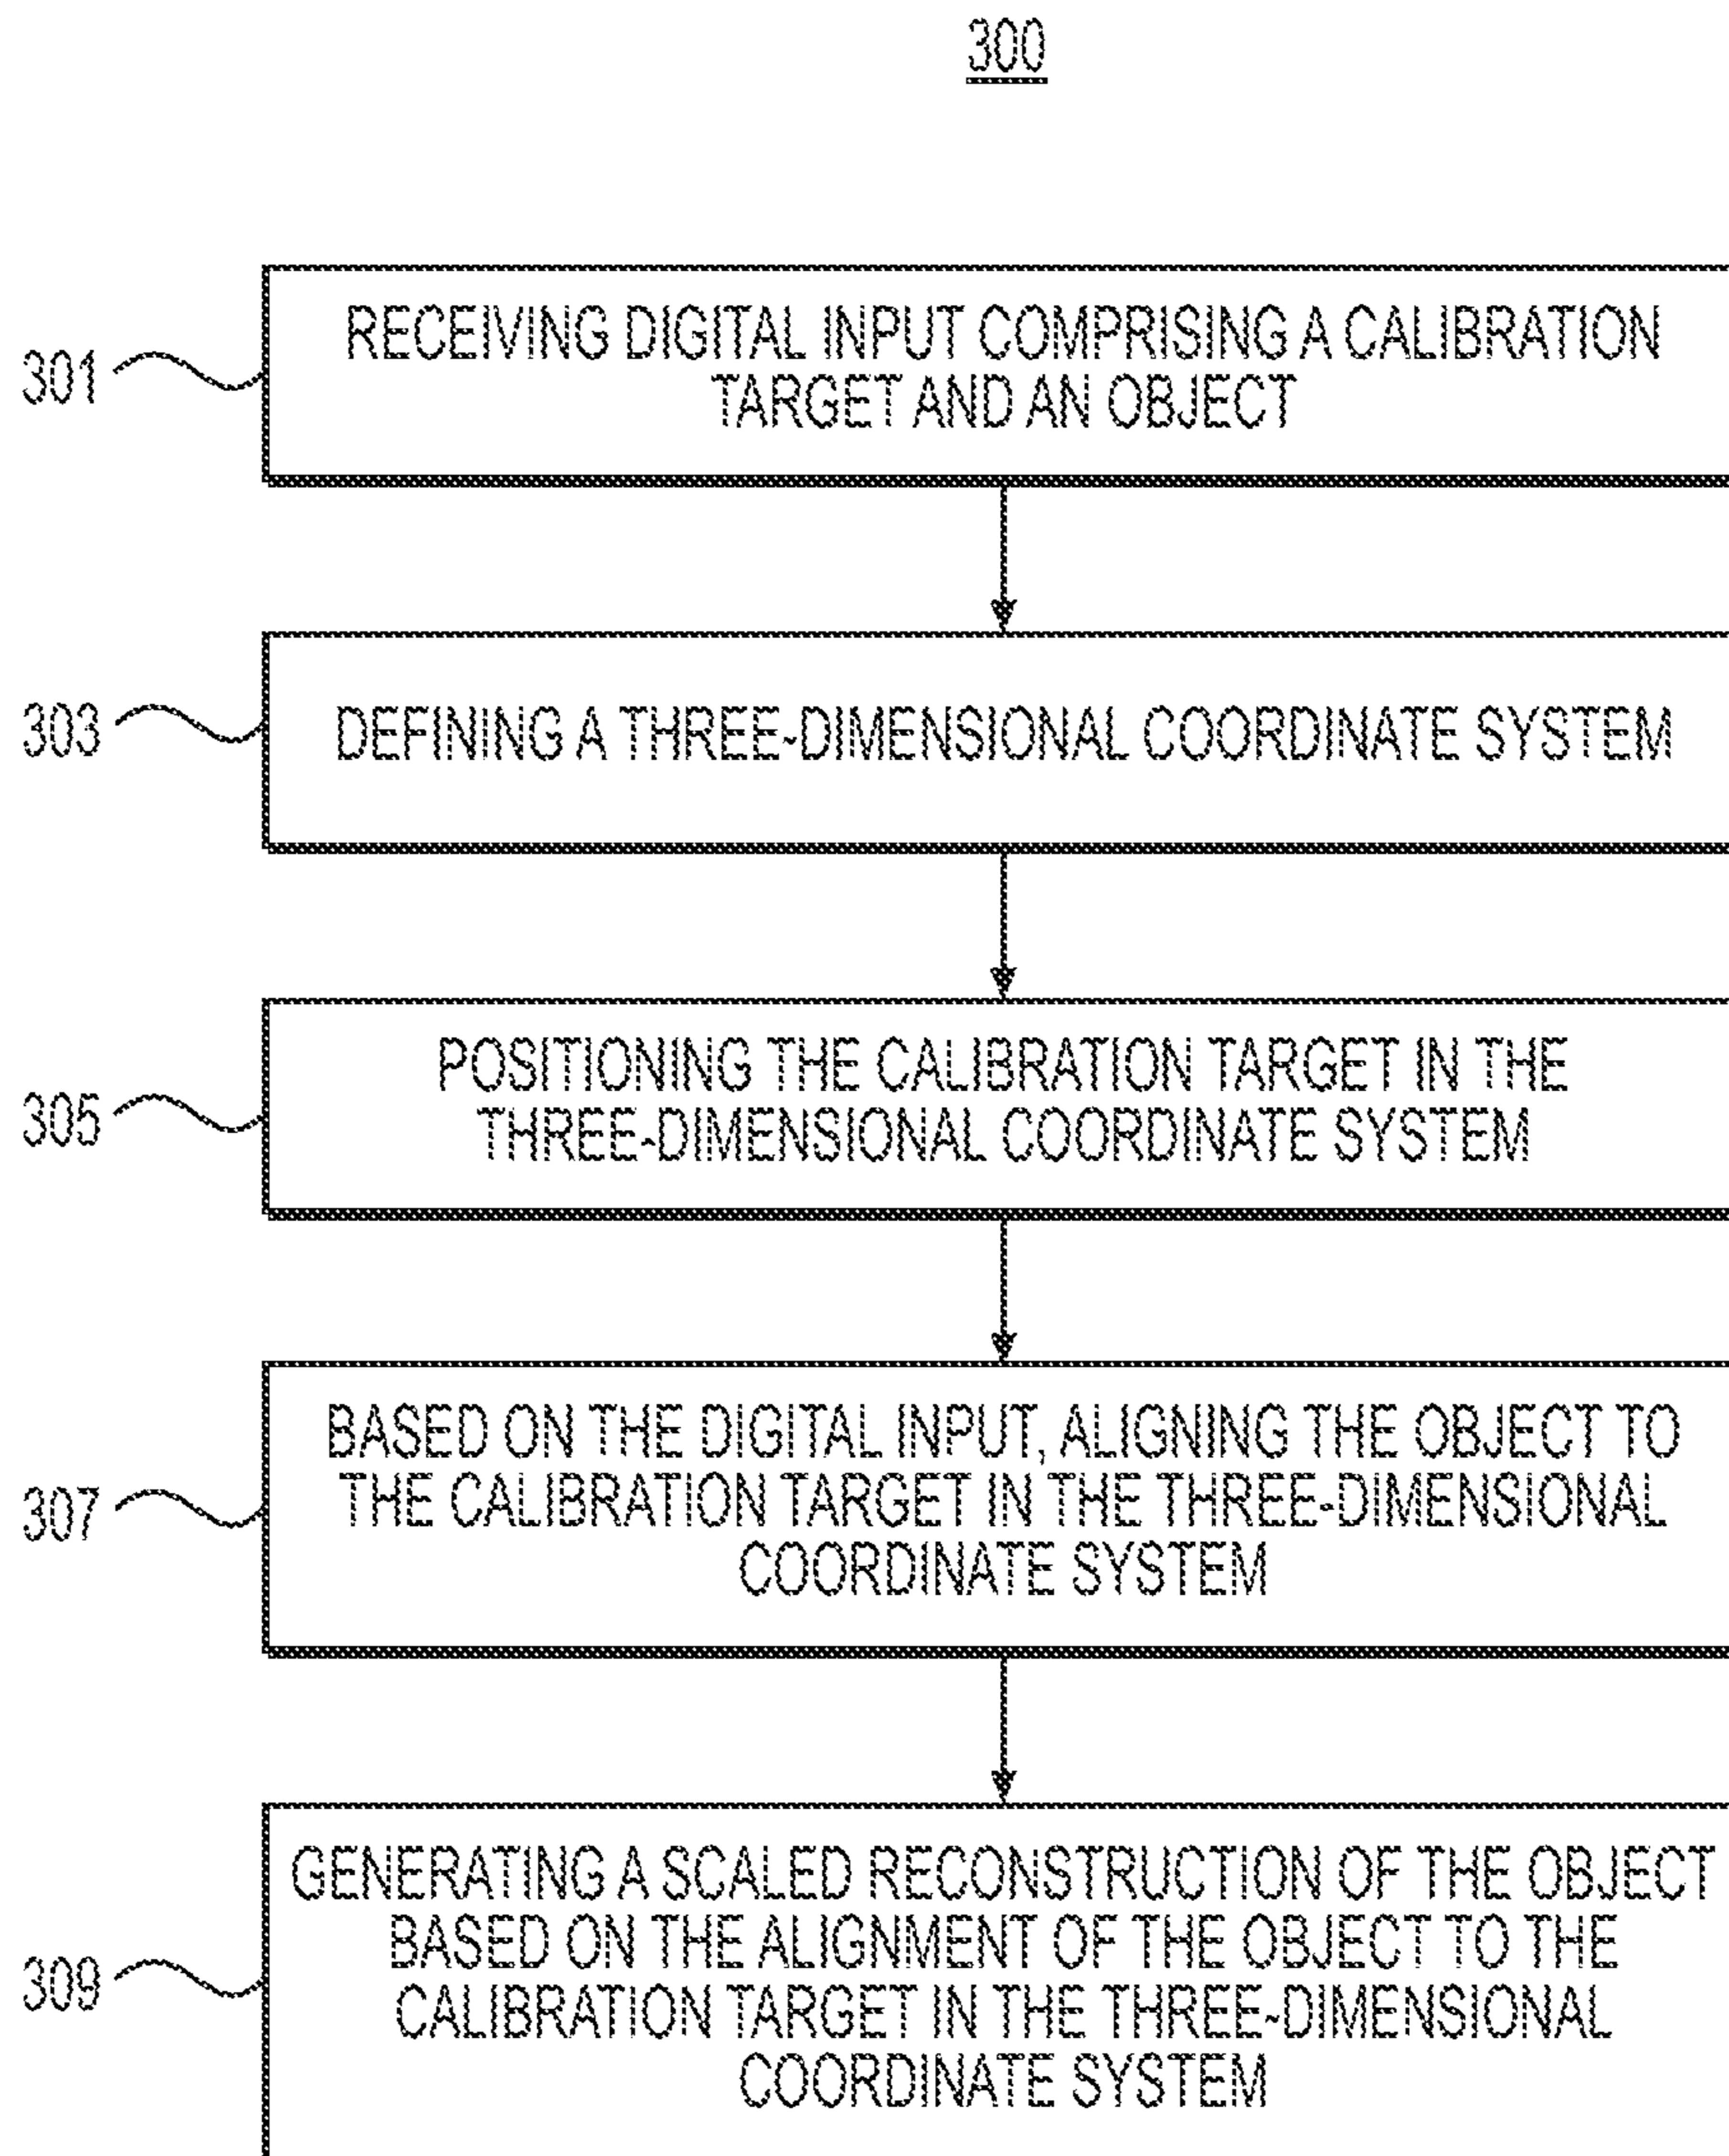 300
301
RECEIVING DIGITAL INPUT COMPRISING A CALIBRATION
TARGET AND AN OBJECT
303
DEFINING A THREE-DIMENSIONAL COORDINATE SYSTEM
305
POSITIONING THE CALIBRATION TARGET IN THE
THREE-DIMENSIONAL COORDINATE SYSTEM
307
BASED ON THE DIGITAL INPUT, ALIGNING THE OBJECT TO
THE CALIBRATION TARGET IN THE THREE-DIMENSIONAL
COORDINATE SYSTEM
309
GENERATING A SCALED RECONSTRUCTION OF THE OBJECT
BASED ON THE ALIGNMENT OF THE OBJECT TO THE
CALIBRATION TARGET IN THE THREE-DIMENSIONAL
COORDINATE SYSTEM